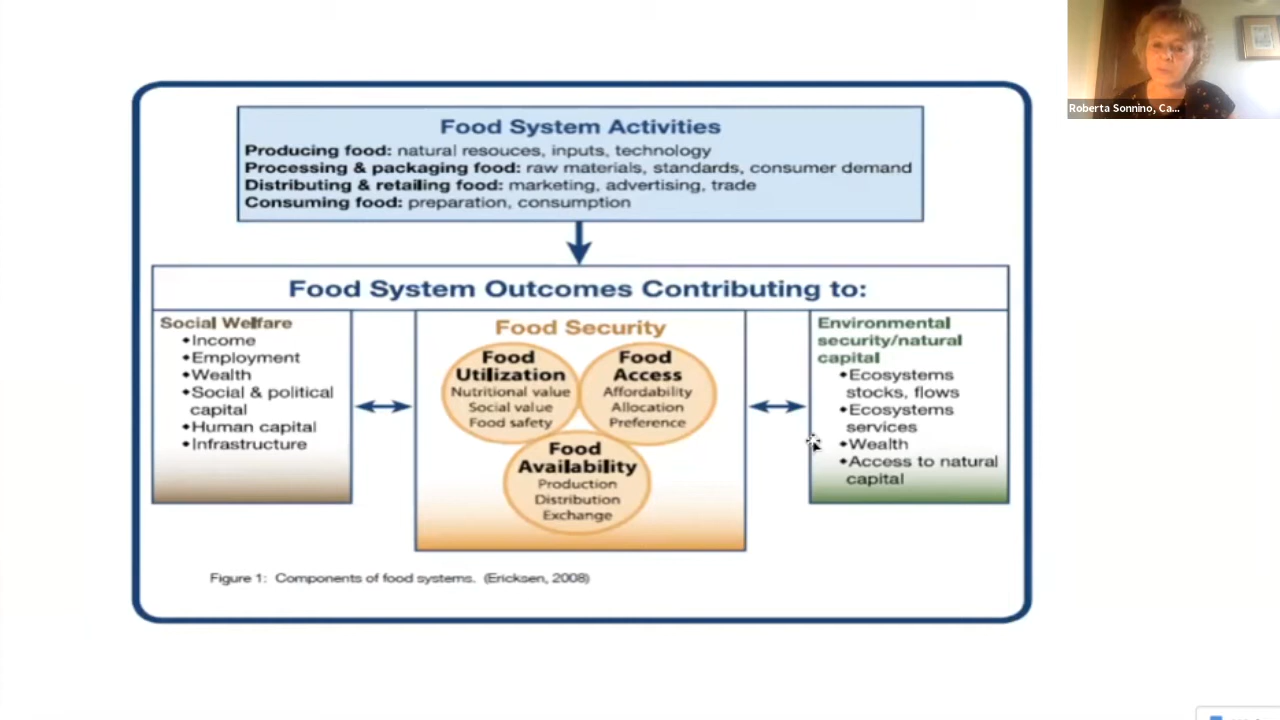 Roberta Sonnino, Ca...
Food System Activities
Producing food: natural resouces, inputs, technology
Processing & packaging food: raw materials, standards, consumer demand
Distributing & retailing food: marketing, advertising, trade
Consuming food: preparation, consumption
Food System Outcomes Contributing to:
Social Welfare
•Income
•Employment
•Wealth
•Social & political
capital
•Human capital
•Infrastructure
Food Security
Food
Utilization
Nutritional value
Social value
Food safety
Food
Access
Affordability
Allocation
Preference
Food
Availability
Production
Distribution
Exchange
Environmental
security/natural
capital
•Ecosystems
stocks, flows
•Ecosystems
services
•Wealth
•Access to natural
capital
Figure 1: Components of food systems. (Ericksen, 2008)